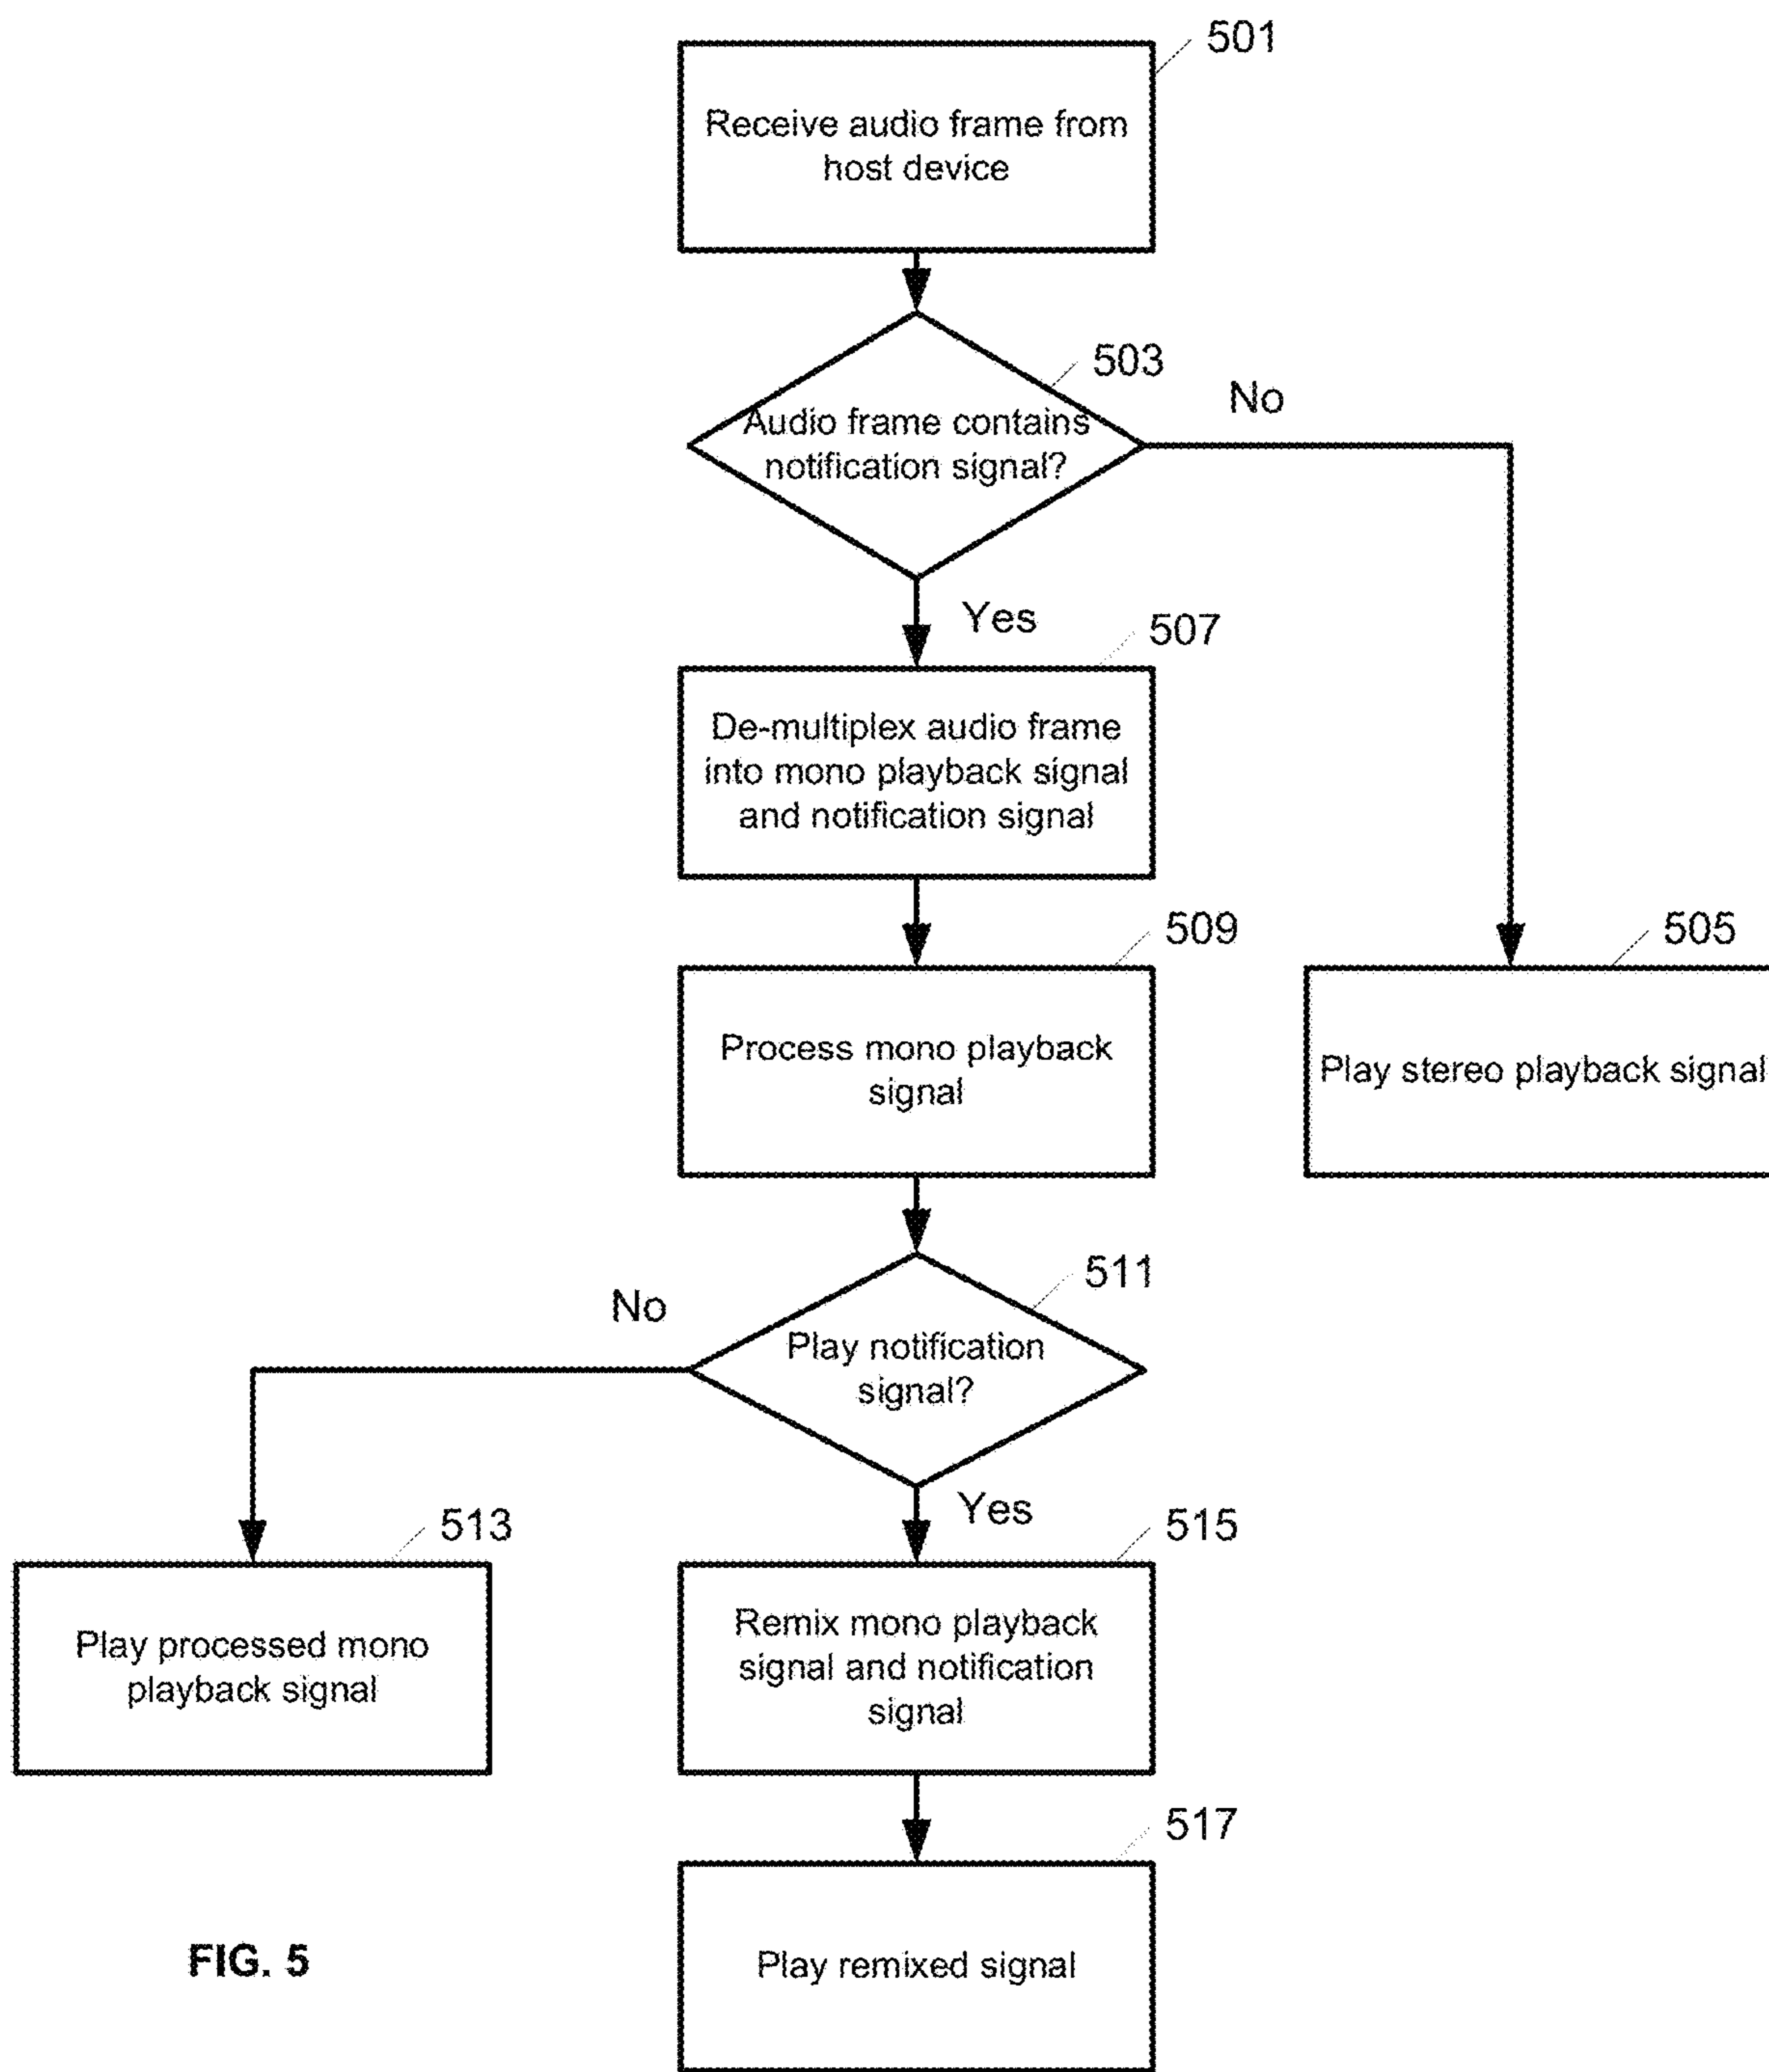 501
Receive audio frame from
host device
503
No
Audio frame contains
notification signal?
Yes
507
De-multiplex audio frame
into mono playback signal
and notification signal
509
505
Process mono playback
signal
Play stereo playback signal
511
No
Play notification
signal?
Yes
513
515
Play processed mono
playback signal
Remix mono playback
signal and notification
signal
517
Play remixed signal
FIG. 5